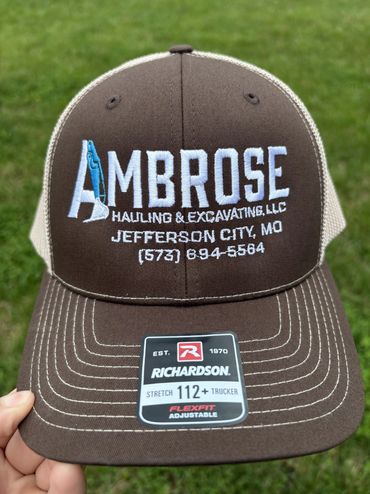 AMBROSE
HAULING & EXCAVATING, LLC
JEFFERSON CITY, MO
(573) 694-5564
EST. R 1970
RICHARDSON®
STRETCH 112+ TRUCKER
FLEXFIT
ADJUSTABLE